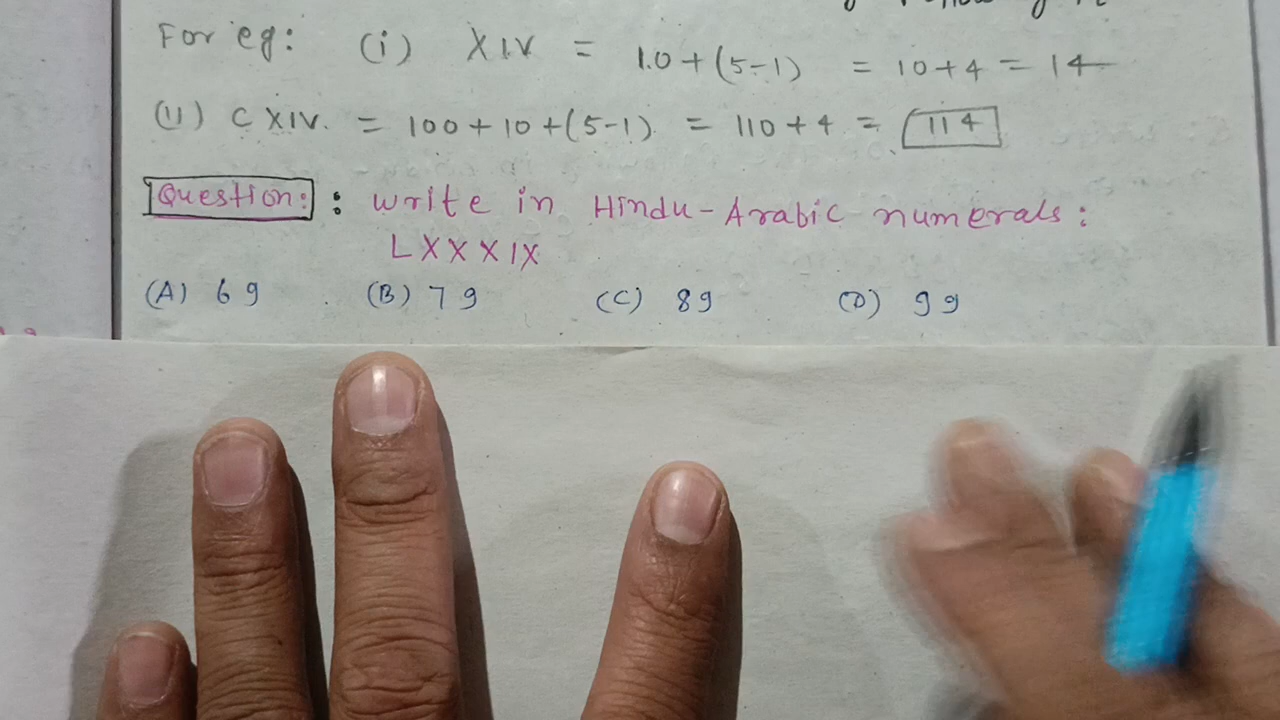 For eg: (i) XIV = 10+(5-1) = 10+4 = 14
(II) CXIV. = 100+10+(5-1) = 110+4 = 114
Question: : Write in Hindu-Arabic numerals:
LXXXIX
(A) 69 (B) 79 (C) 89 (D) 99